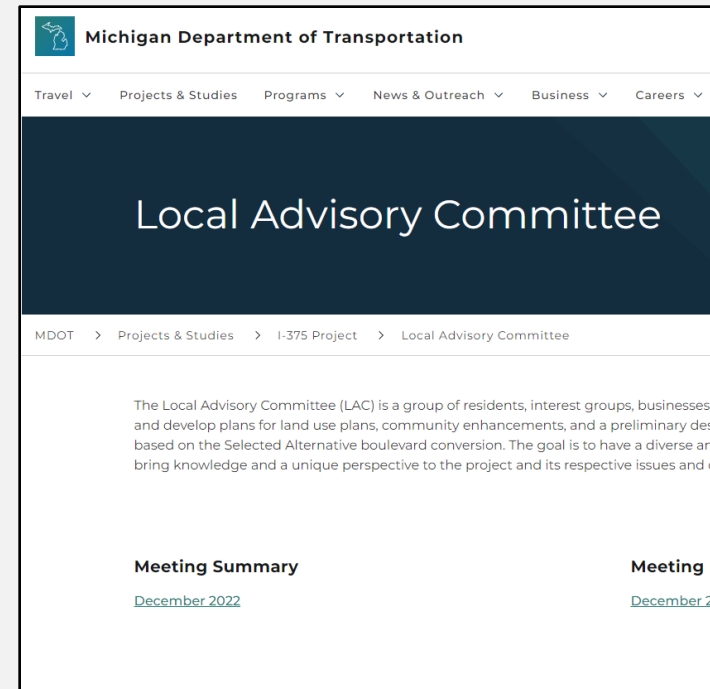 Michigan Department of Transportation
Travel Projects & Studies Programs News & Outreach Business Careers
Local Advisory Committee
MDOT > Projects & Studies > I-375 Project > Local Advisory Committee
The Local Advisory Committee (LAC) is a group of residents, interest groups, businesses
and develop plans for land use plans, community enhancements, and a preliminary
based on the Selected Alternative boulevard conversion. The goal is to have a diverse
bring knowledge and a unique perspective to the project and its respective issues and
Meeting Summary Meeting
December 2022 December